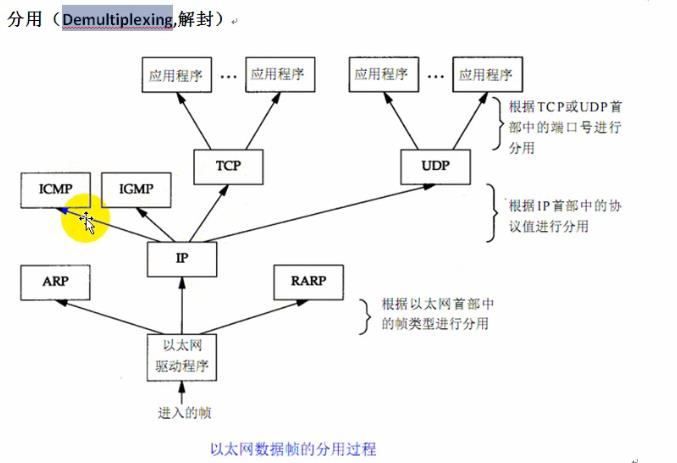 分用（Demultiplexing,解封）
应用程序 … 应用程序 应用程序 … 应用程序
根据TCP或UDP首
部中的端口号进行
分用
TCP UDP
ICMP IGMP
根据IP首部中的协
议值进行分用
IP
ARP RARP
根据以太网首部中
的帧类型进行分用
以太网
驱动程序
进入的帧
以太网数据帧的分用过程